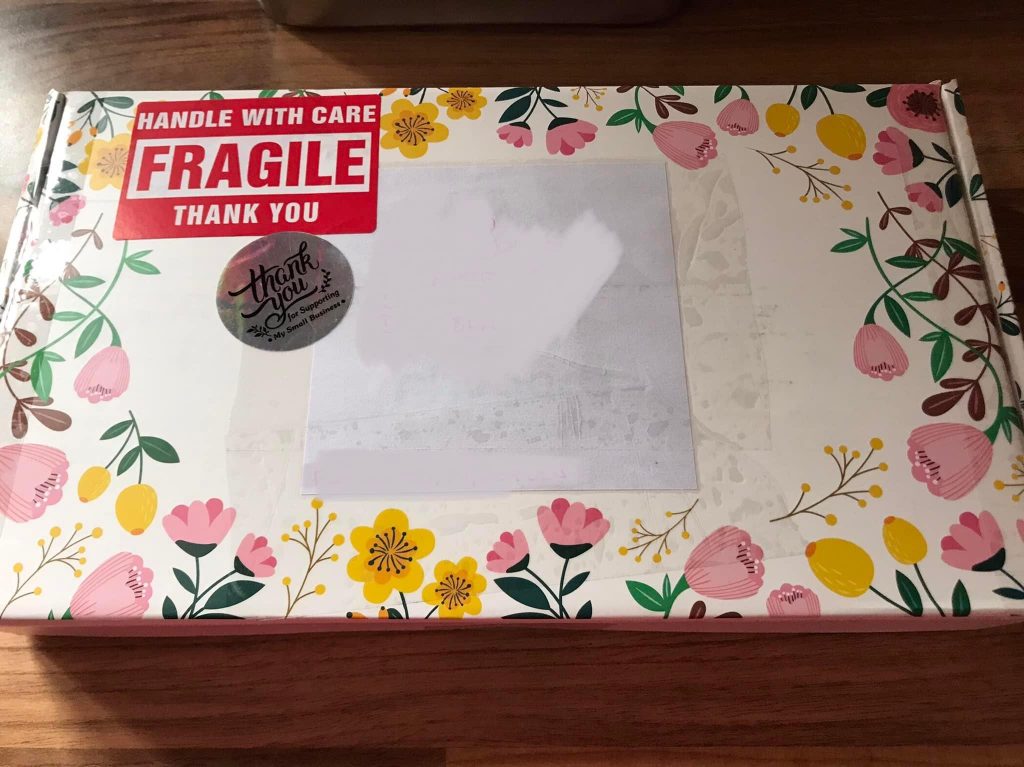 HANDLE WITH CARE
FRAGILE
THANK YOU
thank
you
for Supporting
My Small Business